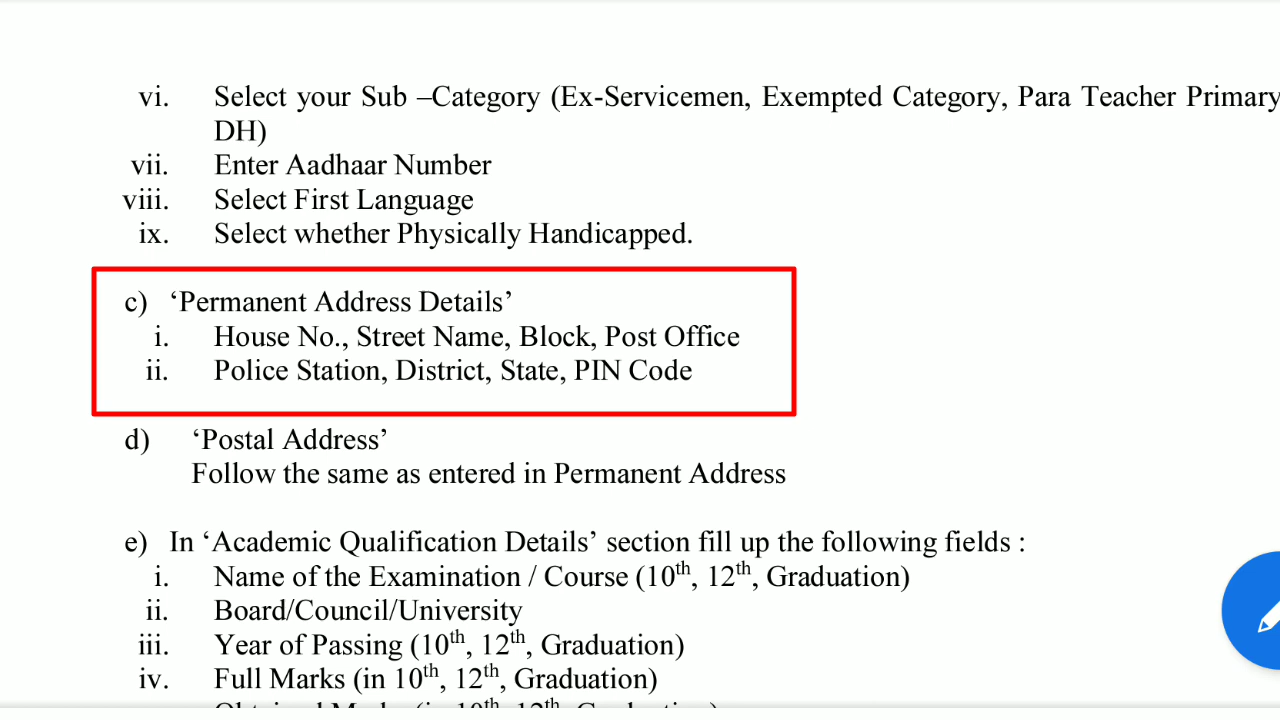 vi. Select your Sub –Category (Ex-Servicemen, Exempted Category, Para Teacher Primary
DH)
vii. Enter Aadhaar Number
viii. Select First Language
ix. Select whether Physically Handicapped.
c) ‘Permanent Address Details’
i. House No., Street Name, Block, Post Office
ii. Police Station, District, State, PIN Code
d) ‘Postal Address’
Follow the same as entered in Permanent Address
e) In ‘Academic Qualification Details’ section fill up the following fields :
i. Name of the Examination / Course (10th, 12th, Graduation)
ii. Board/Council/University
iii. Year of Passing (10th, 12th, Graduation)
iv. Full Marks (in 10th, 12th, Graduation)